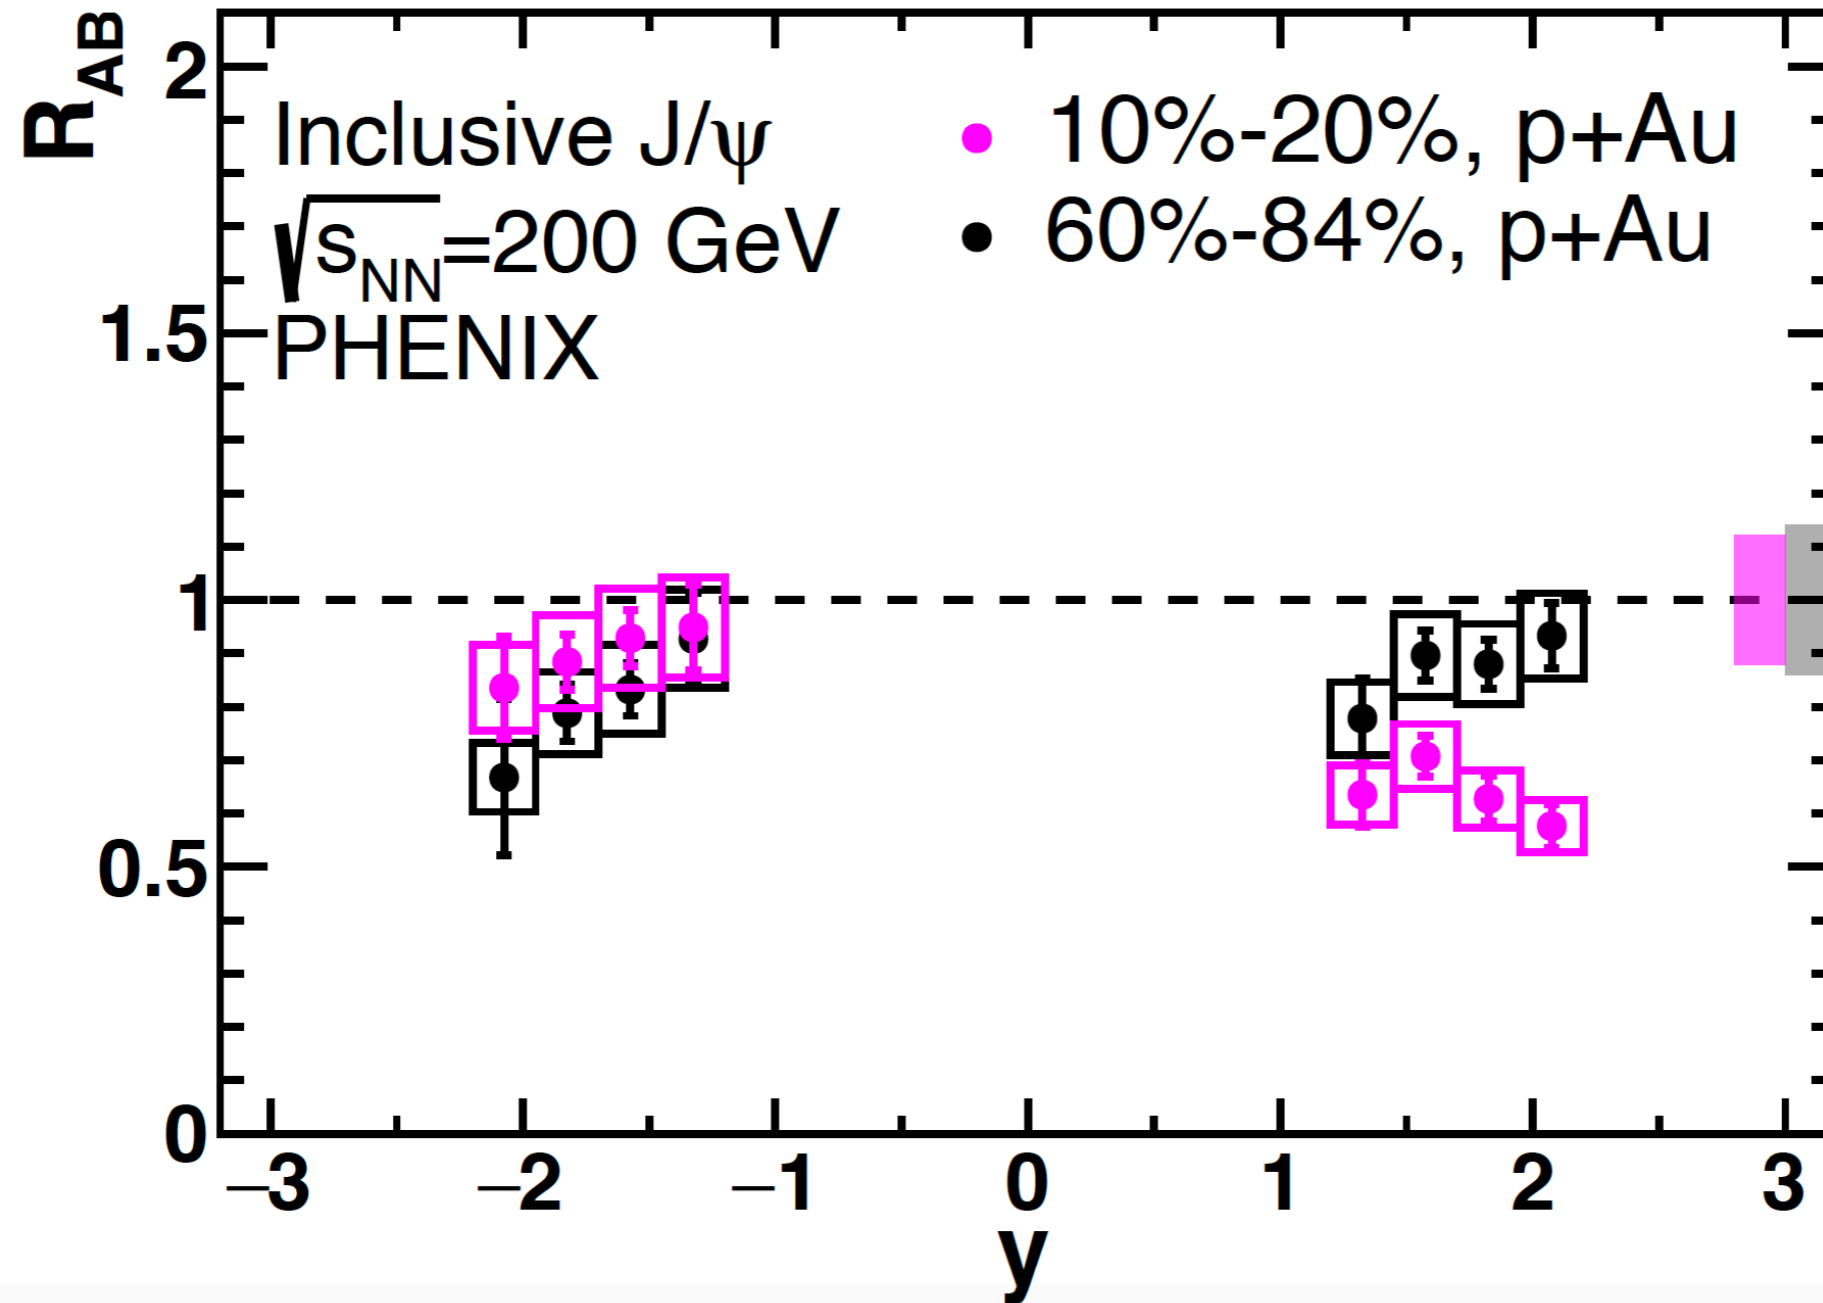 R_AB
2
1.5
1
0.5
0
Inclusive J/ψ
√s_NN=200 GeV
PHENIX
10%-20%, p+Au
60%-84%, p+Au
−3 −2 −1 0 1 2 3
y